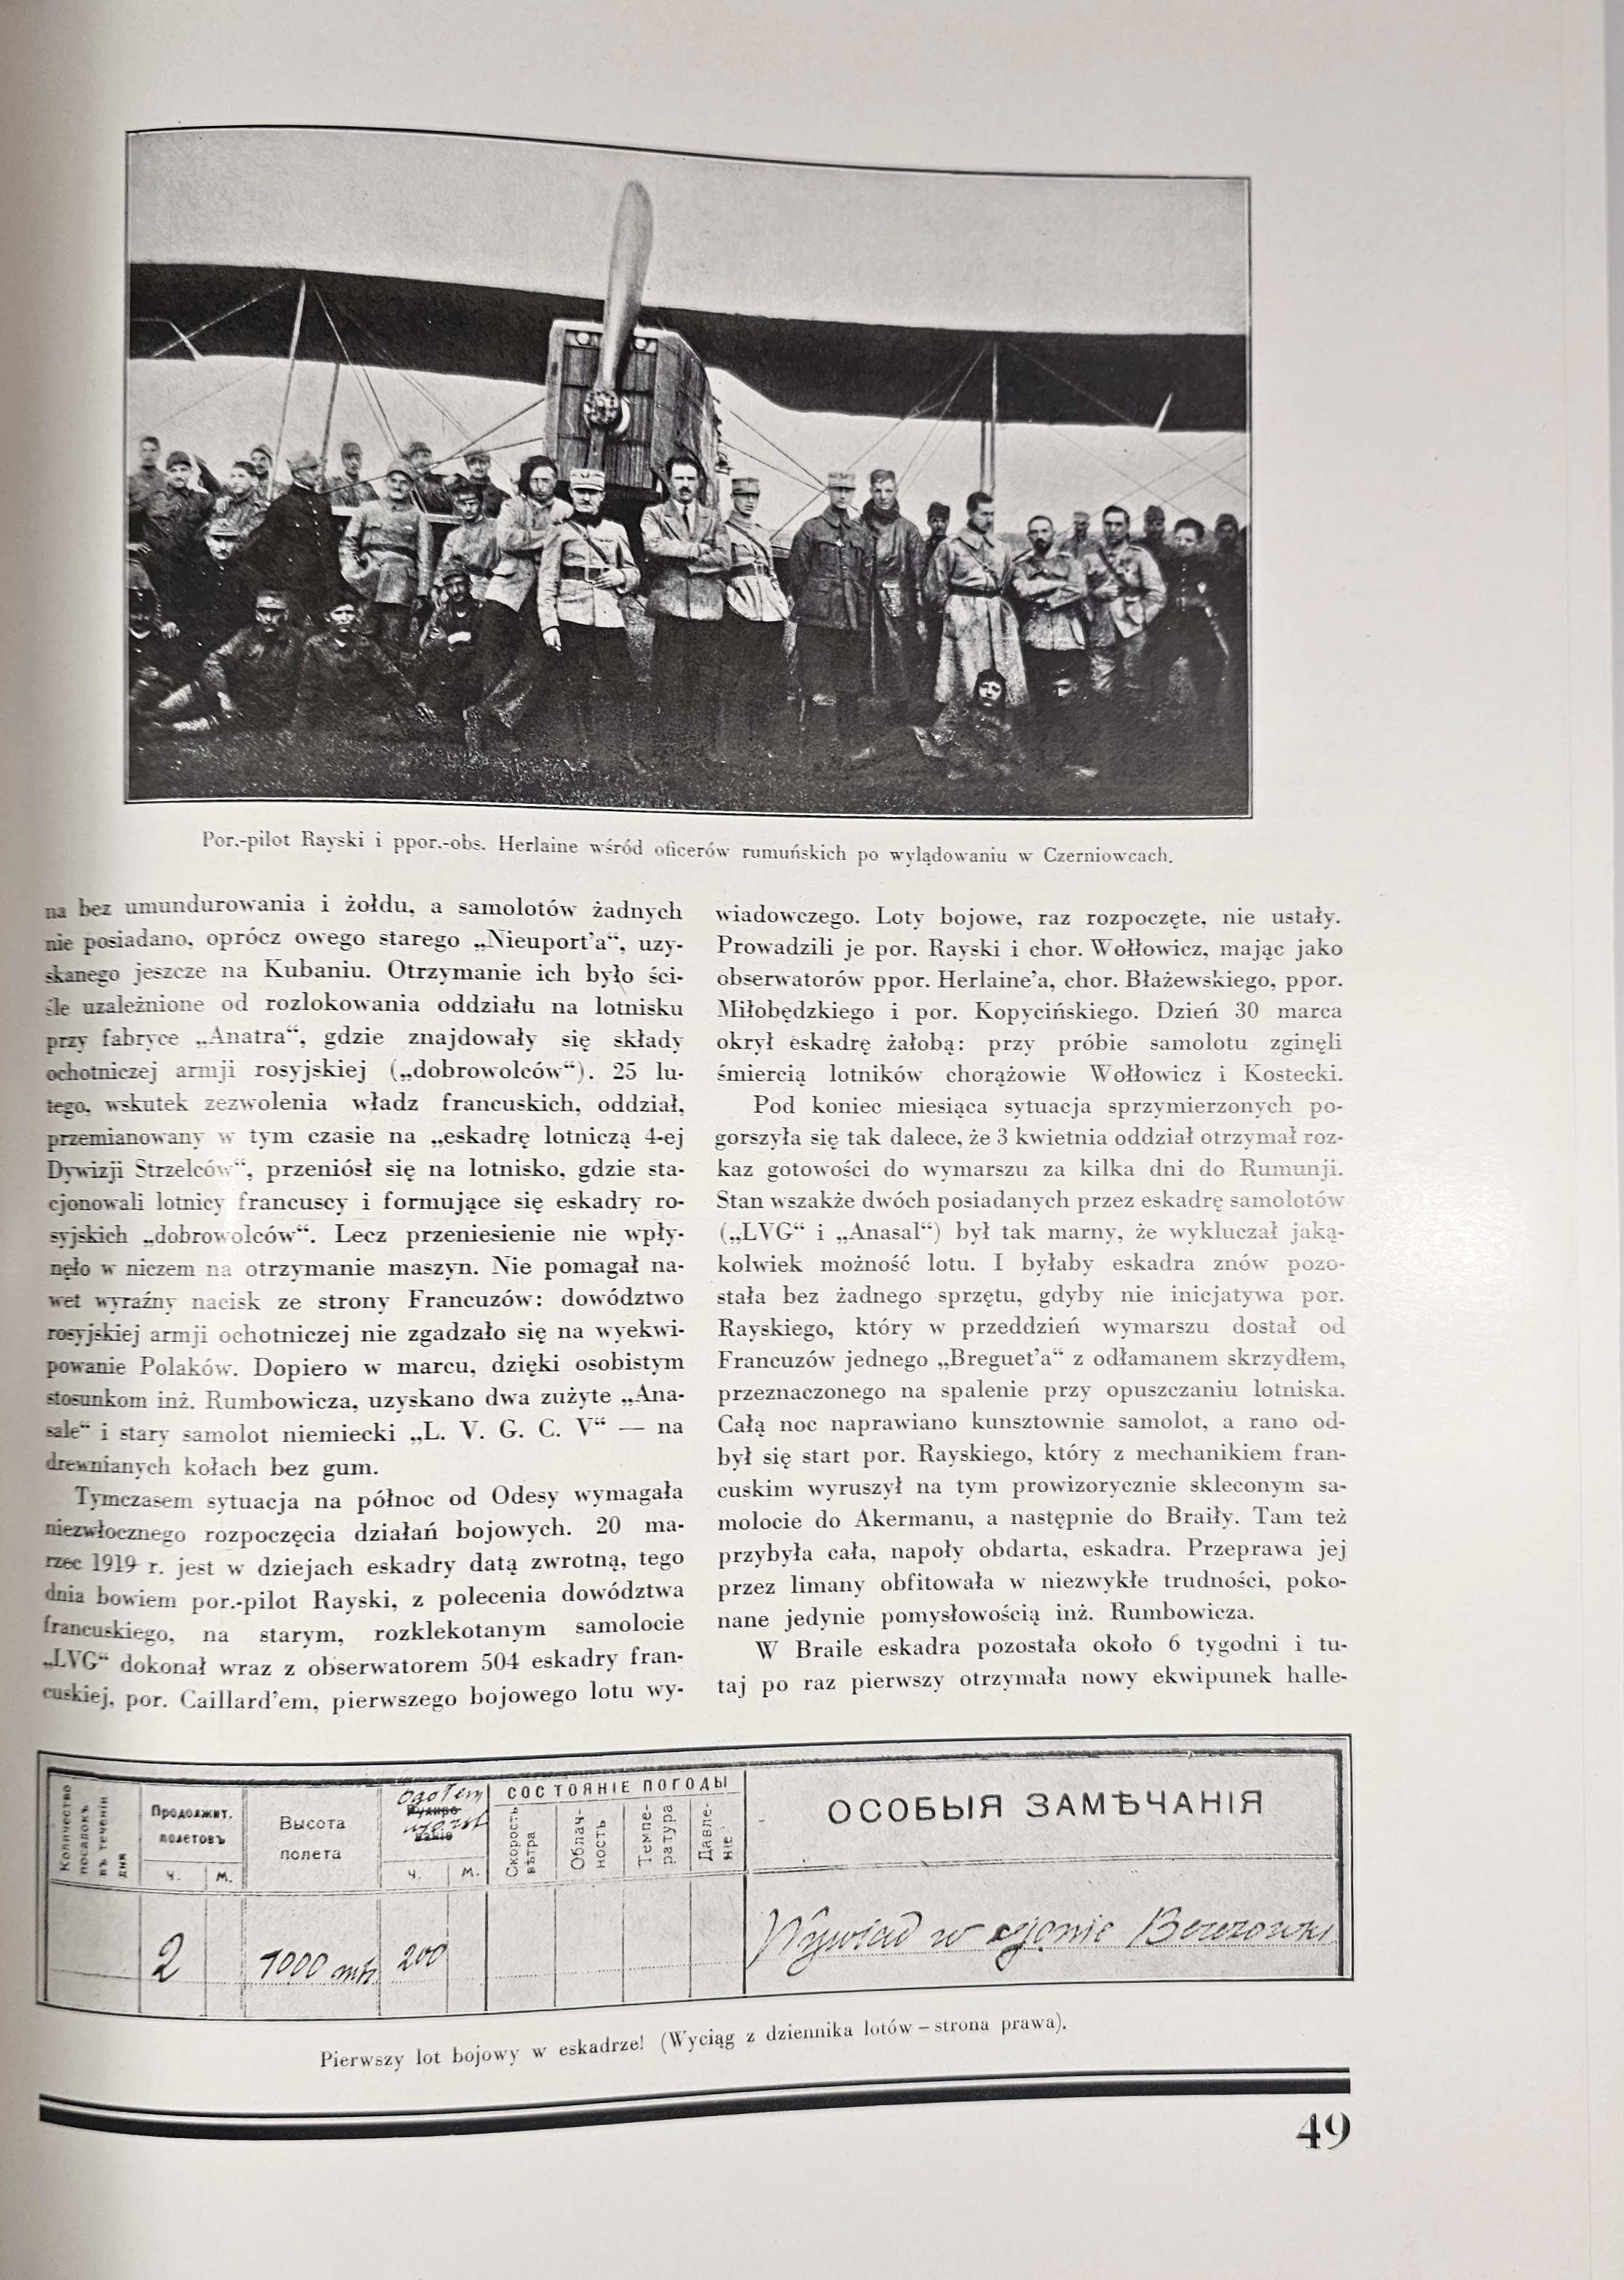 Por.-pilot Rayski i ppor.-obs. Herlaine wśród oficerów rumuńskich po wylądowaniu w Czerniowcach.
na bez umundurowania i żołdu, a samolotów żadnych
nie posiadano, oprócz owego starego „Nieuport'a“, uzy-
skanego jeszcze na Kubaniu. Otrzymanie ich było ści-
śle uzależnione od rozlokowania oddziału na lotnisku
przy fabryce „Anatra“, gdzie znajdowały się składy
ochotniczej armji rosyjskiej („dobrowolców“). 25 lu-
tego, wskutek zezwolenia władz francuskich, oddział,
przemianowany w tym czasie na „eskadrę lotniczą 4-ej
Dywizji Strzelców“, przeniósł się na lotnisko, gdzie sta-
cjonowali lotnicy francuscy i formujące się eskadry ro-
syjskich „dobrowolców“. Lecz przeniesienie nie wpły-
nęło w niczem na otrzymanie maszyn. Nie pomagał na-
wet wyraźny nacisk ze strony Francuzów: dowództwo
rosyjskiej armji ochotniczej nie zgadzało się na wyekwi-
powanie Polaków. Dopiero w marcu, dzięki osobistym
stosunkom inż. Rumbowicza, uzyskano dwa zużyte „Ana-
sale“ i stary samolot niemiecki „L. V. G. C. V“ — na
drewnianych kołach bez gum.
Tymczasem sytuacja na północ od Odesy wymagała
niezwłocznego rozpoczęcia działań bojowych. 20 ma-
rzec 1919 r. jest w dziejach eskadry datą zwrotną, tego
dnia bowiem por.-pilot Rayski, z polecenia dowództwa
francuskiego, na starym, rozklekotanym samolocie
„LVG“ dokonał wraz z obserwatorem 504 eskadry fran-
cuskiej, por. Caillard'em, pierwszego bojowego lotu wy-
wiadowczego. Loty bojowe, raz rozpoczęte, nie ustały.
Prowadzili je por. Rayski i chor. Wołłowicz, mając jako
obserwatorów ppor. Herlaine'a, chor. Błażewskiego, ppor.
Miłobędzkiego i por. Kopycińskiego. Dzień 30 marca
okrył eskadrę żałobą: przy próbie samolotu zginęli
śmiercią lotników chorążowie Wołłowicz i Kostecki.
Pod koniec miesiąca sytuacja sprzymierzonych po-
gorszyła się tak dalece, że 3 kwietnia oddział otrzymał roz-
kaz gotowości do wymarszu za kilka dni do Rumunji.
Stan wszakże dwóch posiadanych przez eskadrę samolotów
(„LVG“ i „Anasal“) był tak marny, że wykluczał jaką-
kolwiek możność lotu. I byłaby eskadra znów pozo-
stała bez żadnego sprzętu, gdyby nie inicjatywa por.
Rayskiego, który w przeddzień wymarszu dostał od
Francuzów jednego „Breguet'a“ z odłamanem skrzydłem,
przeznaczonego na spalenie przy opuszczaniu lotniska.
Całą noc naprawiano kunsztownie samolot, a rano od-
był się start por. Rayskiego, który z mechanikiem fran-
cuskim wyruszył na tym prowizorycznie skleconym sa-
molocie do Akermanu, a następnie do Braiły. Tam też
przybyła cała, napoły obdarta, eskadra. Przeprawa jej
przez limany obfitowała w niezwykłe trudności, poko-
nane jedynie pomysłowością inż. Rumbowicza.
W Braile eskadra pozostała około 6 tygodni i tu-
taj po raz pierwszy otrzymała nowy ekwipunek halle-
Количество посадокъ въ теченіи дня
Продолжит. полетовъ
ч. м.
Высота полета
ч. м.
СОСТОЯНІЕ ПОГОДЫ
Скорость вѣтра
Облач-ность
Темпе-ратура
Давле-ніе
ОСОБЫЯ ЗАМѢЧАНІЯ
2
1000 mtr.
200
Wywiad w rejonie Berezowki
Pierwszy lot bojowy w eskadrze! (Wyciąg z dziennika lotów – strona prawa).
49